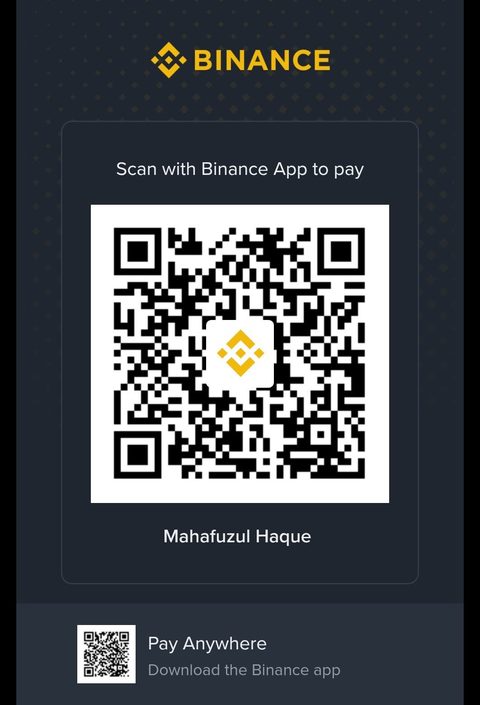 BINANCE
Scan with Binance App to pay
Mahafuzul Haque
Pay Anywhere
Download the Binance app